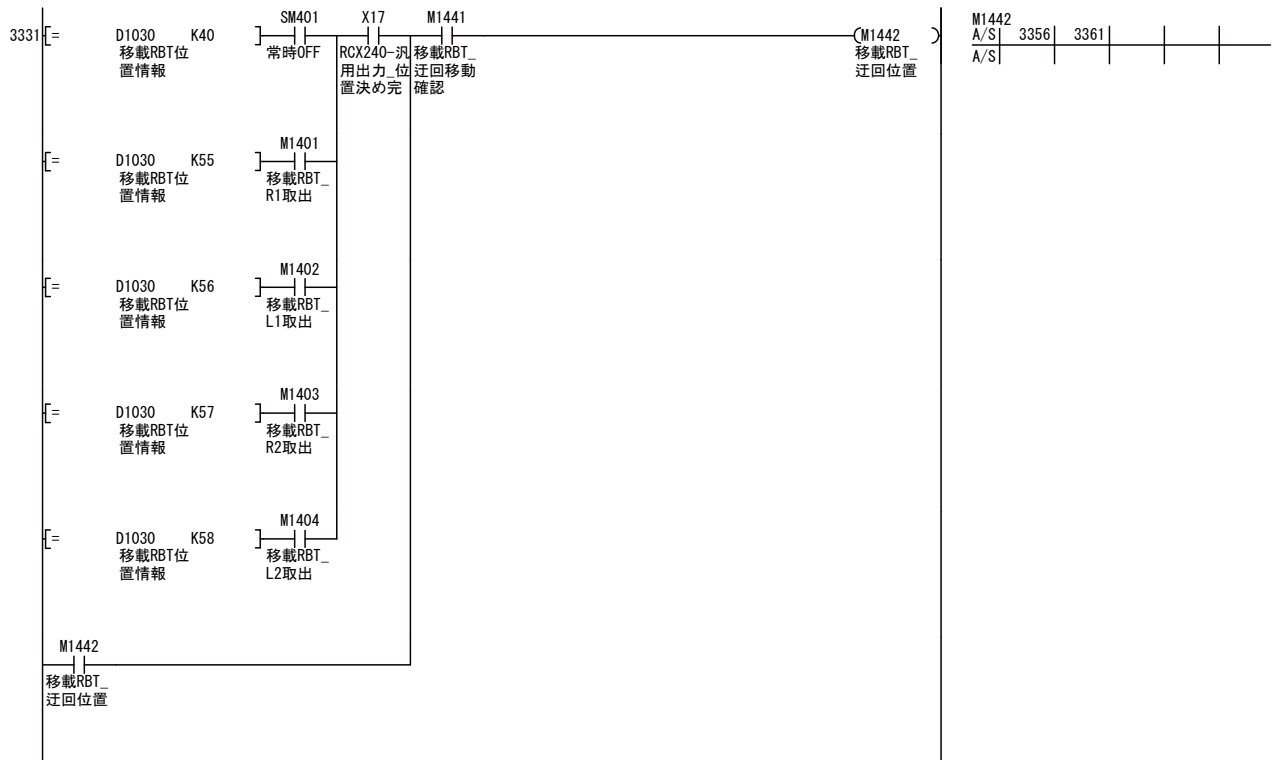 SM401 X17 M1441
3331 [= D1030 K40 ] (M1442 )
移載RBT位 常時OFF RCX240-汎 移載RBT_ 移載RBT_
置情報 用出力_位 迂回移動 迂回位置
置決め完 確認
M1442
A/S 3356 3361
A/S
M1401
[= D1030 K55 ]
移載RBT位 移載RBT_
置情報 R1取出
M1402
[= D1030 K56 ]
移載RBT位 移載RBT_
置情報 L1取出
M1403
[= D1030 K57 ]
移載RBT位 移載RBT_
置情報 R2取出
M1404
[= D1030 K58 ]
移載RBT位 移載RBT_
置情報 L2取出
M1442
移載RBT_
迂回位置